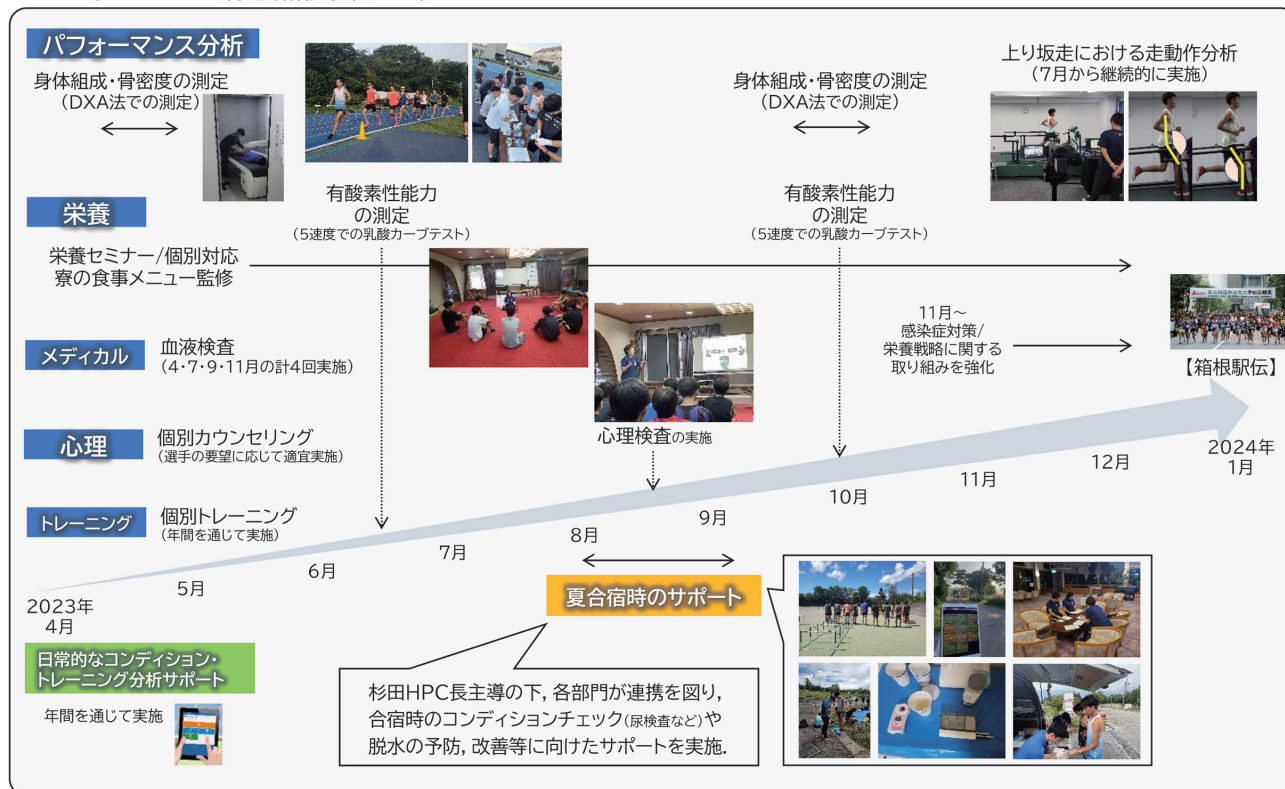 パフォーマンス分析
身体組成・骨密度の測定
(DXA法での測定)
身体組成・骨密度の測定
(DXA法での測定)
上り坂走における走動作分析
(7月から継続的に実施)
有酸素性能力
の測定
(5速度での乳酸カーブテスト)
有酸素性能力
の測定
(5速度での乳酸カーブテスト)
栄養
栄養セミナー/個別対応
寮の食事メニュー監修
メディカル
血液検査
(4・7・9・11月の計4回実施)
11月～
感染症対策/
栄養戦略に関する
取り組みを強化
【箱根駅伝】
心理
個別カウンセリング
(選手の要望に応じて適宜実施)
心理検査の実施
トレーニング
個別トレーニング
(年間を通じて実施)
2023年
4月
5月
6月
7月
8月
9月
10月
11月
12月
2024年
1月
夏合宿時のサポート
日常的なコンディション・
トレーニング分析サポート
年間を通じて実施
杉田HPC長主導の下,各部門が連携を図り,
合宿時のコンディションチェック(尿検査など)や
脱水の予防,改善等に向けたサポートを実施.